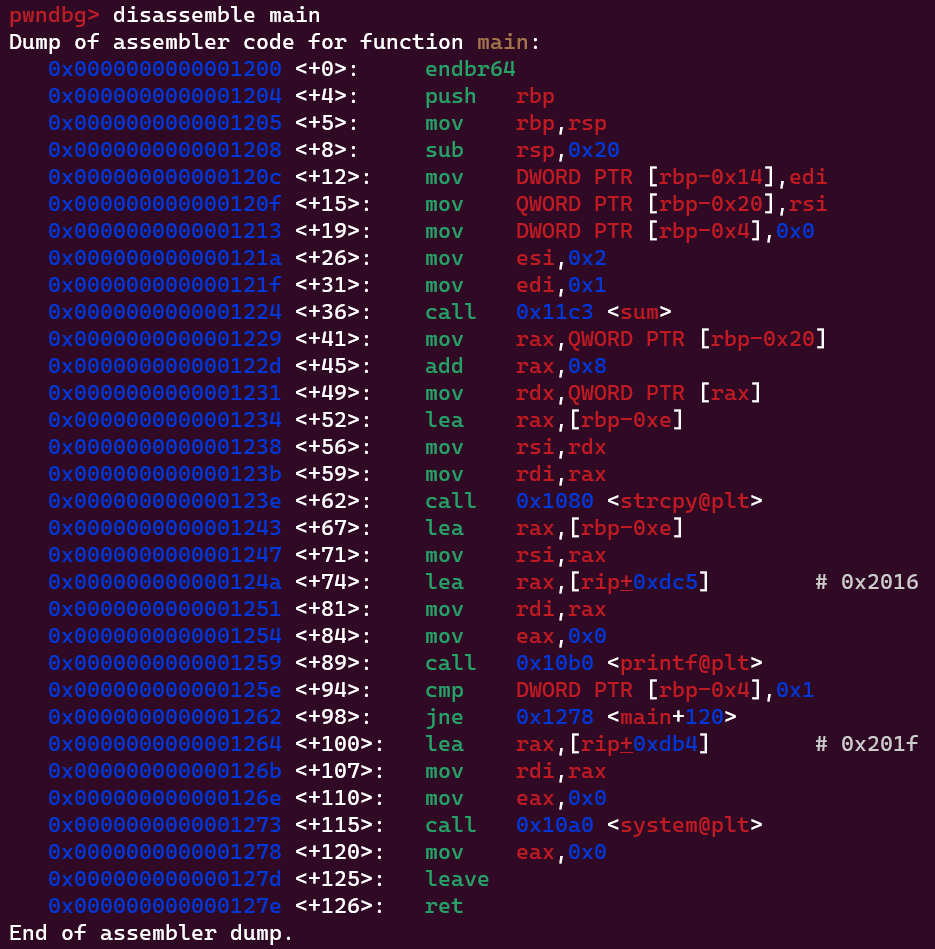 pwndbg> disassemble main
Dump of assembler code for function main:
   0x0000000000001200 <+0>:     endbr64
   0x0000000000001204 <+4>:     push   rbp
   0x0000000000001205 <+5>:     mov    rbp,rsp
   0x0000000000001208 <+8>:     sub    rsp,0x20
   0x000000000000120c <+12>:    mov    DWORD PTR [rbp-0x14],edi
   0x000000000000120f <+15>:    mov    QWORD PTR [rbp-0x20],rsi
   0x0000000000001213 <+19>:    mov    DWORD PTR [rbp-0x4],0x0
   0x000000000000121a <+26>:    mov    esi,0x2
   0x000000000000121f <+31>:    mov    edi,0x1
   0x0000000000001224 <+36>:    call   0x11c3 <sum>
   0x0000000000001229 <+41>:    mov    rax,QWORD PTR [rbp-0x20]
   0x000000000000122d <+45>:    add    rax,0x8
   0x0000000000001231 <+49>:    mov    rdx,QWORD PTR [rax]
   0x0000000000001234 <+52>:    lea    rax,[rbp-0xe]
   0x0000000000001238 <+56>:    mov    rsi,rdx
   0x000000000000123b <+59>:    mov    rdi,rax
   0x000000000000123e <+62>:    call   0x1080 <strcpy@plt>
   0x0000000000001243 <+67>:    lea    rax,[rbp-0xe]
   0x0000000000001247 <+71>:    mov    rsi,rax
   0x000000000000124a <+74>:    lea    rax,[rip+0xdc5]        # 0x2016
   0x0000000000001251 <+81>:    mov    rdi,rax
   0x0000000000001254 <+84>:    mov    eax,0x0
   0x0000000000001259 <+89>:    call   0x10b0 <printf@plt>
   0x000000000000125e <+94>:    cmp    DWORD PTR [rbp-0x4],0x1
   0x0000000000001262 <+98>:    jne    0x1278 <main+120>
   0x0000000000001264 <+100>:   lea    rax,[rip+0xdb4]        # 0x201f
   0x000000000000126b <+107>:   mov    rdi,rax
   0x000000000000126e <+110>:   mov    eax,0x0
   0x0000000000001273 <+115>:   call   0x10a0 <system@plt>
   0x0000000000001278 <+120>:   mov    eax,0x0
   0x000000000000127d <+125>:   leave
   0x000000000000127e <+126>:   ret
End of assembler dump.